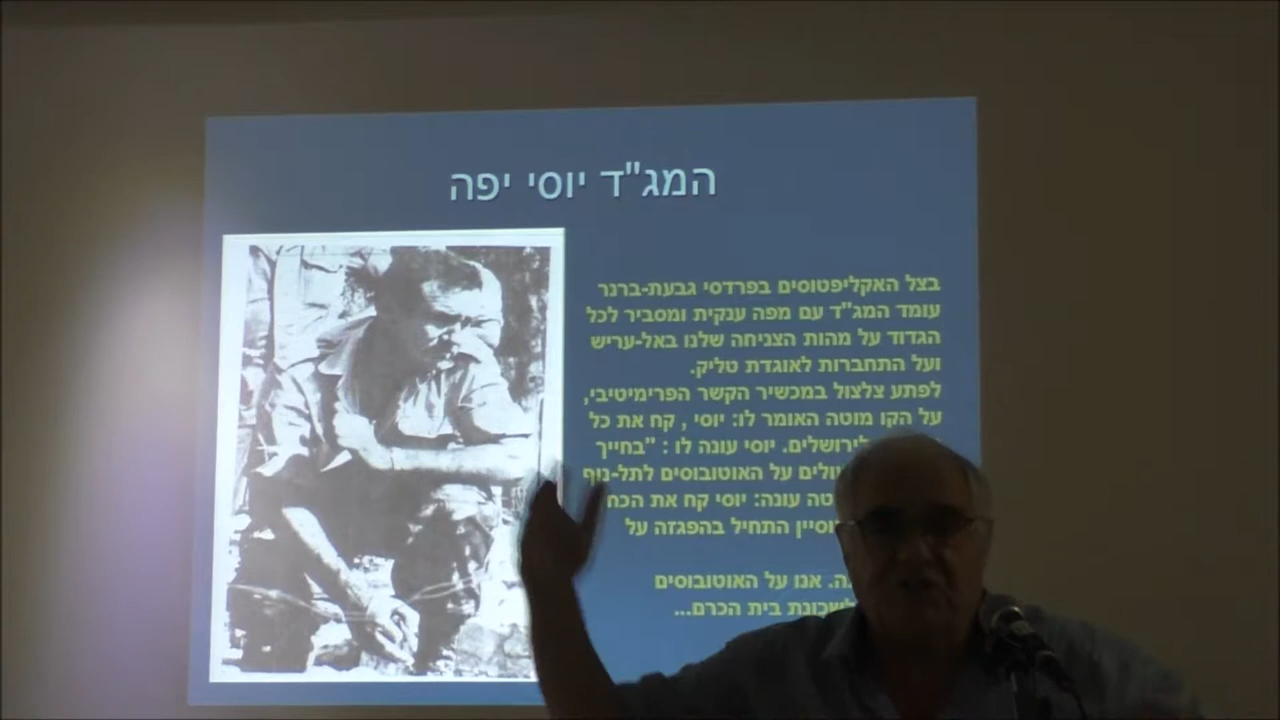 המג"ד יוסי יפה
בצל האקליפטוסים בפרדסי גבעת-ברנר
עומד המג"ד עם מפה ענקית ומסביר לכל
הגדוד על מהות הצניחה שלנו באל-עריש
ועל התחברות לאוגדת טליק.
לפתע צלצול במכשיר הקשר הפרימיטיבי,
על הקו מוטה האומר לו: יוסי , קח את כל
לירושלים. יוסי עונה לו : "בחייך
עולים על האוטובוסים לתל-נוף
עונה: יוסי קח את הכח
התחיל בהפגזה על
אנו על האוטובוסים
לשכונת בית הכרם...